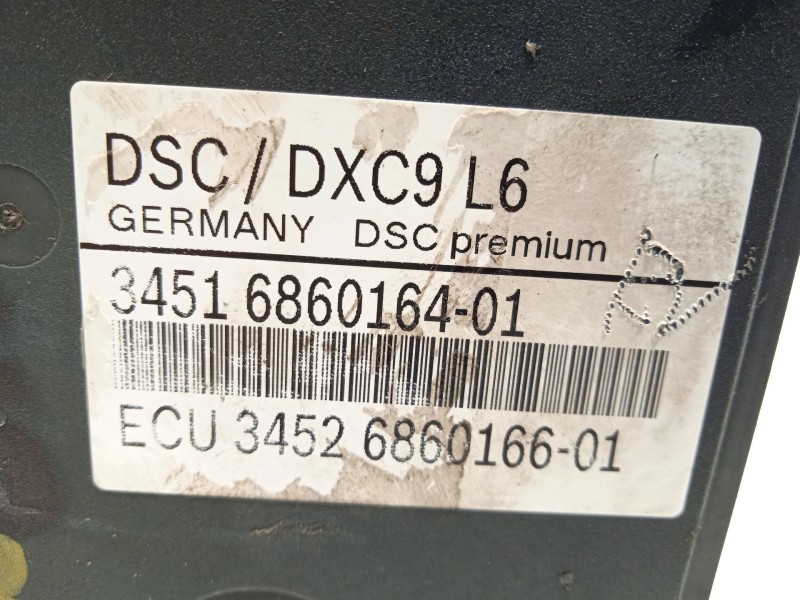 DSC / DXC9 L6
GERMANY DSC premium
3451 6860164-01
ECU 3452 6860166-01